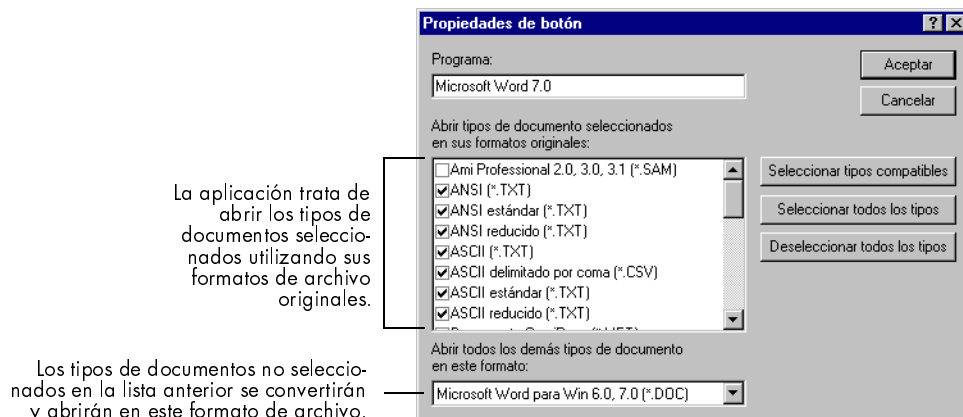 Propiedades de botón
Programa:
Microsoft Word 7.0
Aceptar
Cancelar
Abrir tipos de documento seleccionados
en sus formatos originales:
Ami Professional 2.0, 3.0, 3.1 (*.SAM)
ANSI (*.TXT)
ANSI estándar (*.TXT)
ANSI reducido (*.TXT)
ASCII (*.TXT)
ASCII delimitado por coma (*.CSV)
ASCII estándar (*.TXT)
ASCII reducido (*.TXT)
Seleccionar tipos compatibles
Seleccionar todos los tipos
Deseleccionar todos los tipos
La aplicación trata de
abrir los tipos de
documentos seleccio-
nados utilizando sus
formatos de archivo
originales.
Abrir todos los demás tipos de documento
en este formato:
Microsoft Word para Win 6.0, 7.0 (*.DOC)
Los tipos de documentos no seleccio-
nados en la lista anterior se convertirán
y abrirán en este formato de archivo.